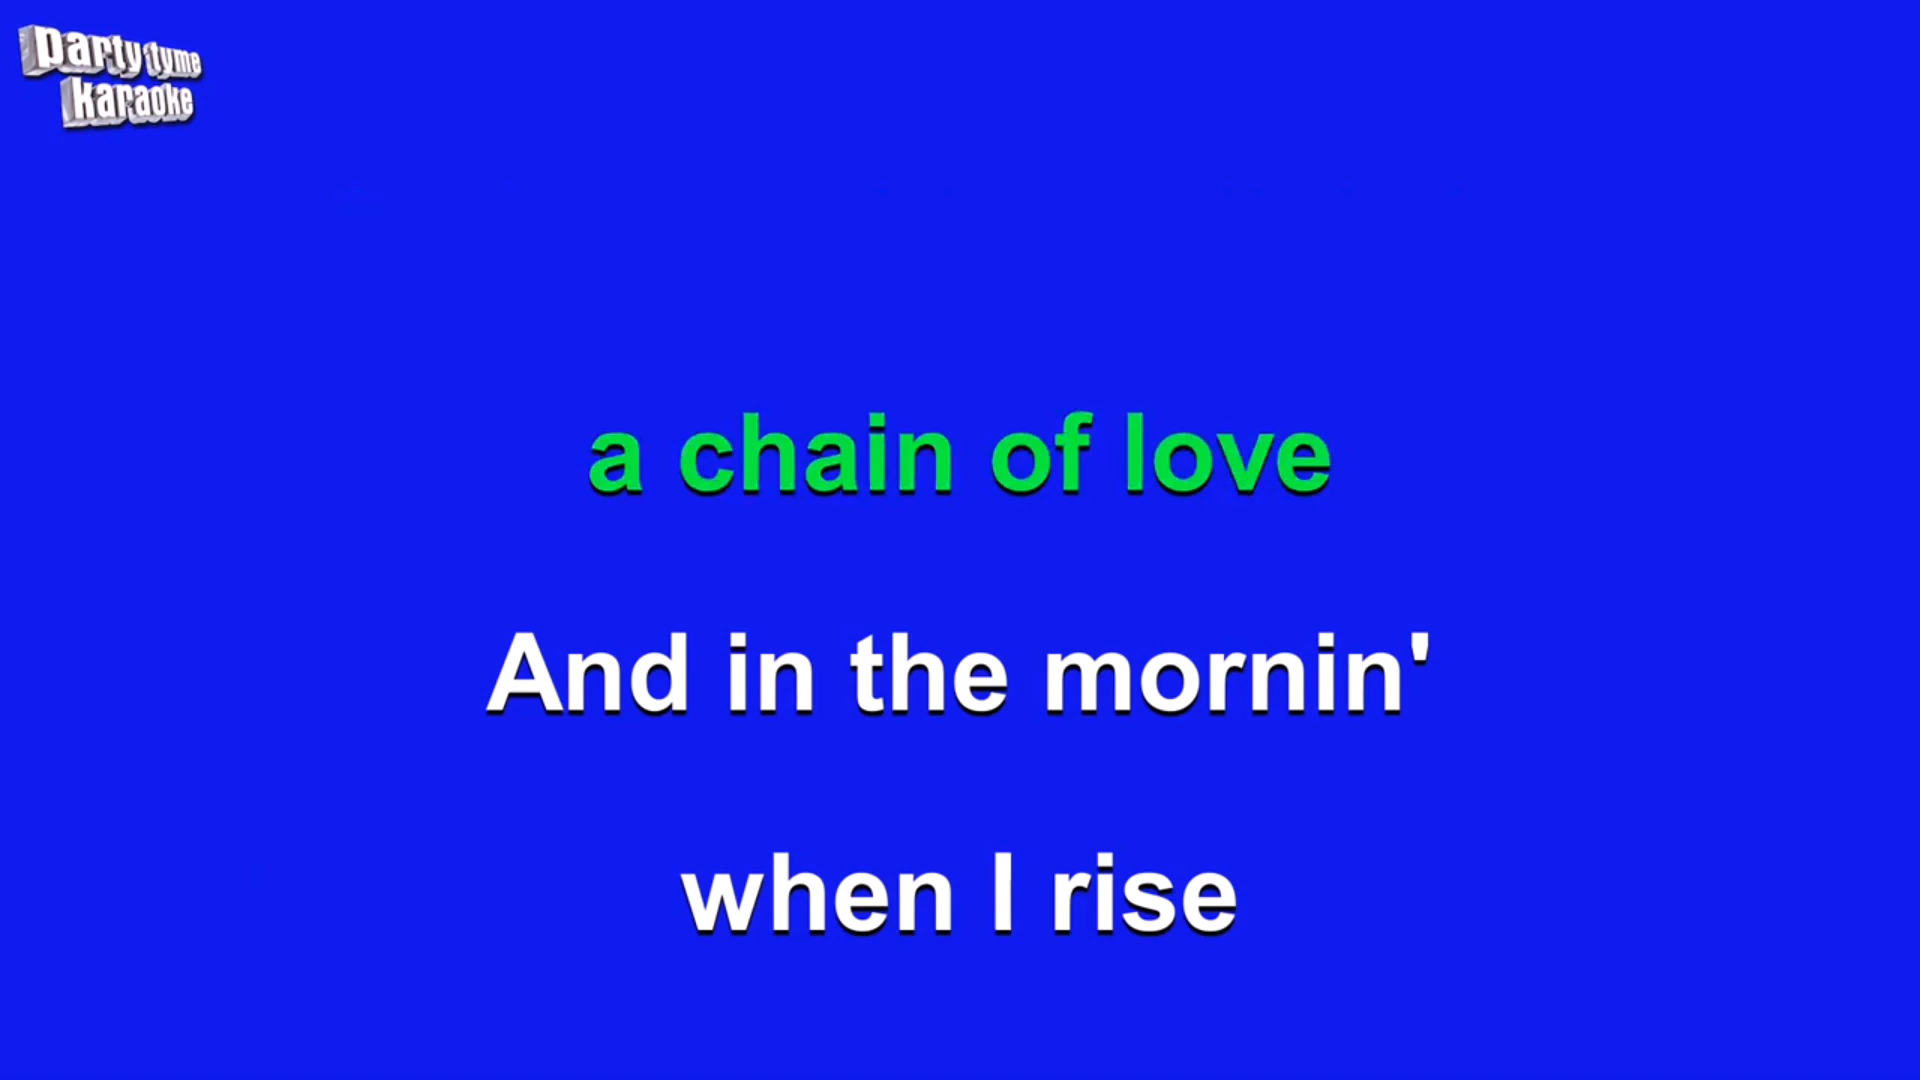 party tyme
karaoke
a chain of love
And in the mornin'
when I rise